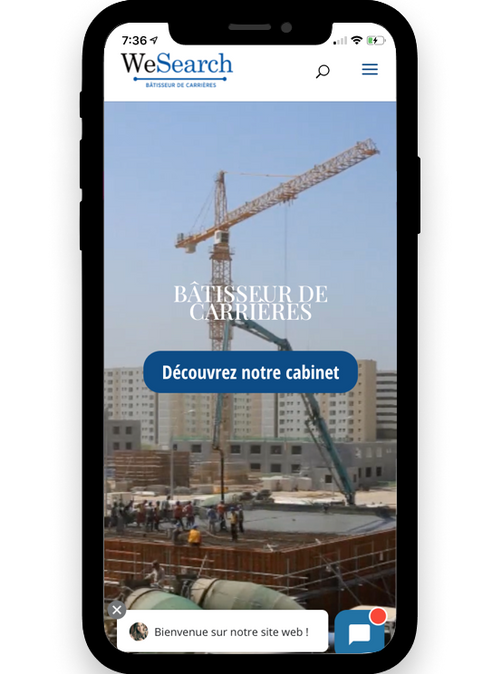 7:36
WeSearch
BÂTISSEUR DE CARRIÈRES
BÂTISSEUR DE
CARRIÈRES
Découvrez notre cabinet
Bienvenue sur notre site web !